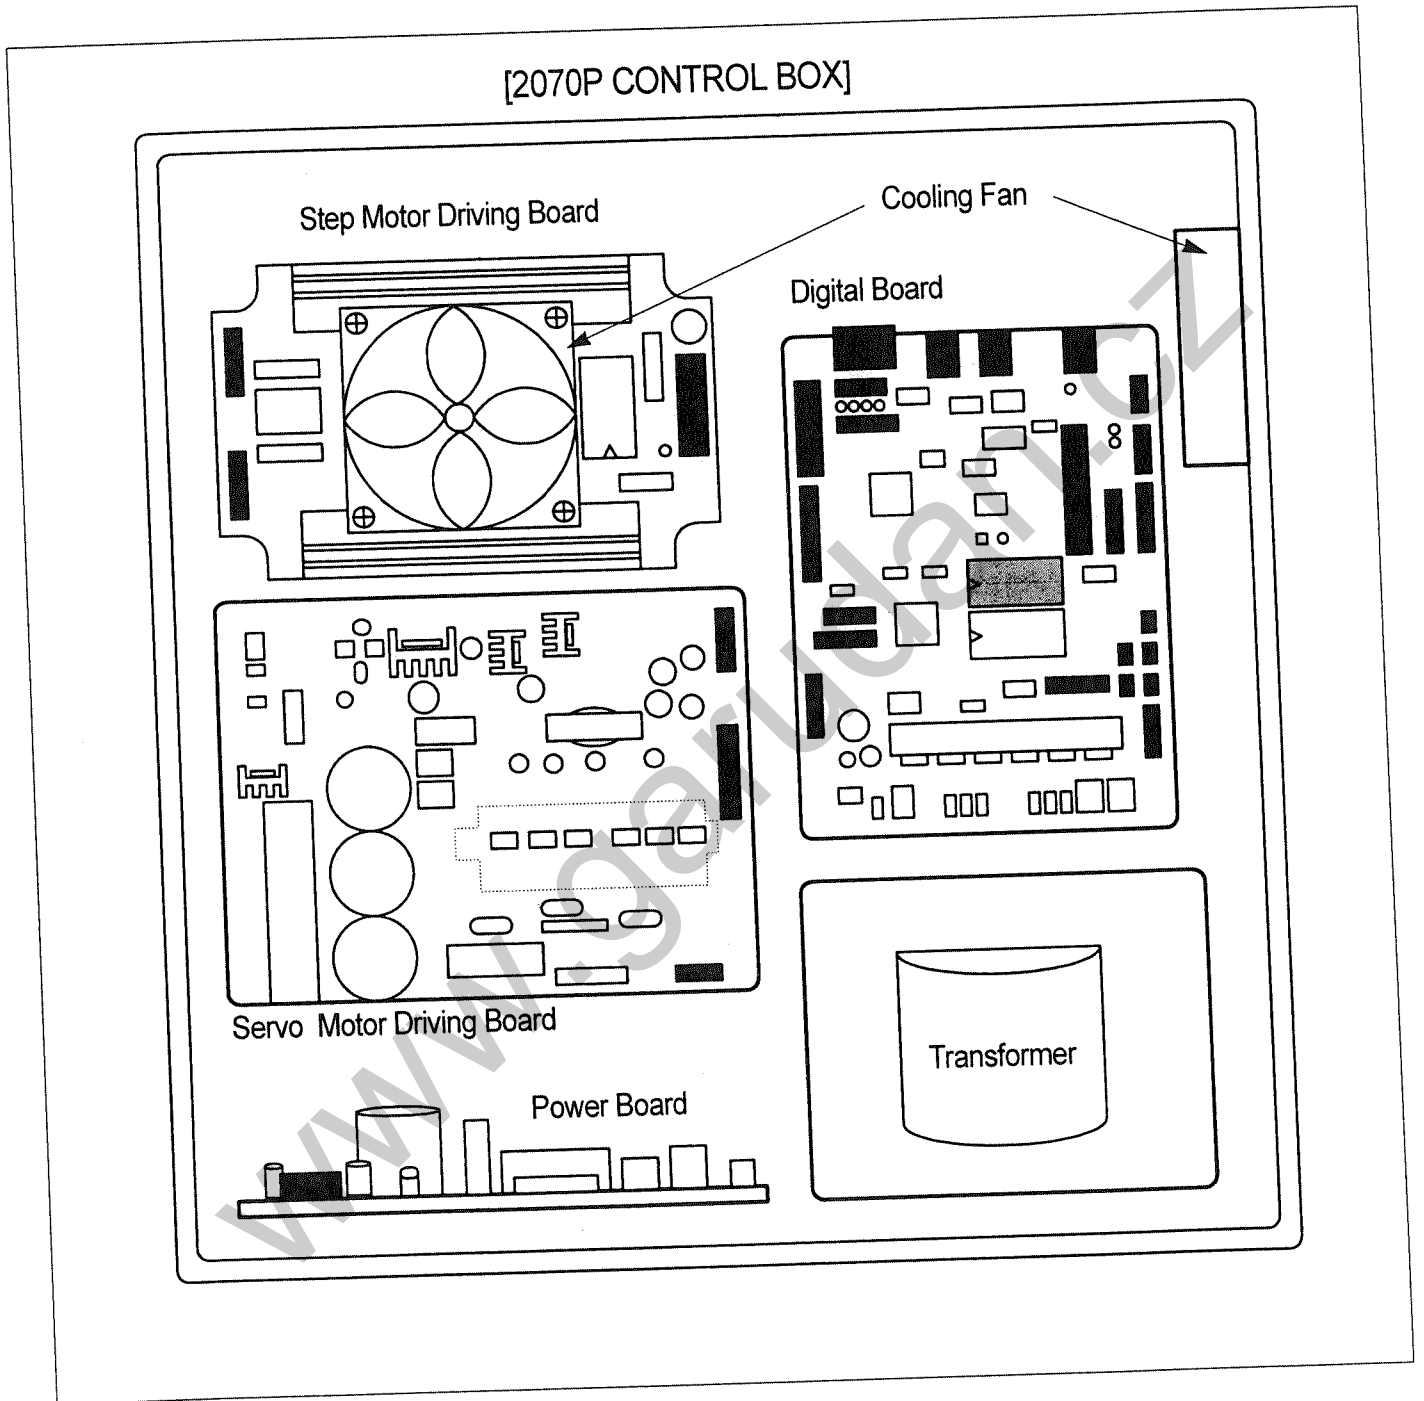 [2070P CONTROL BOX]
Step Motor Driving Board
Cooling Fan
Digital Board
Servo Motor Driving Board
Power Board
Transformer
www.garudan.cz